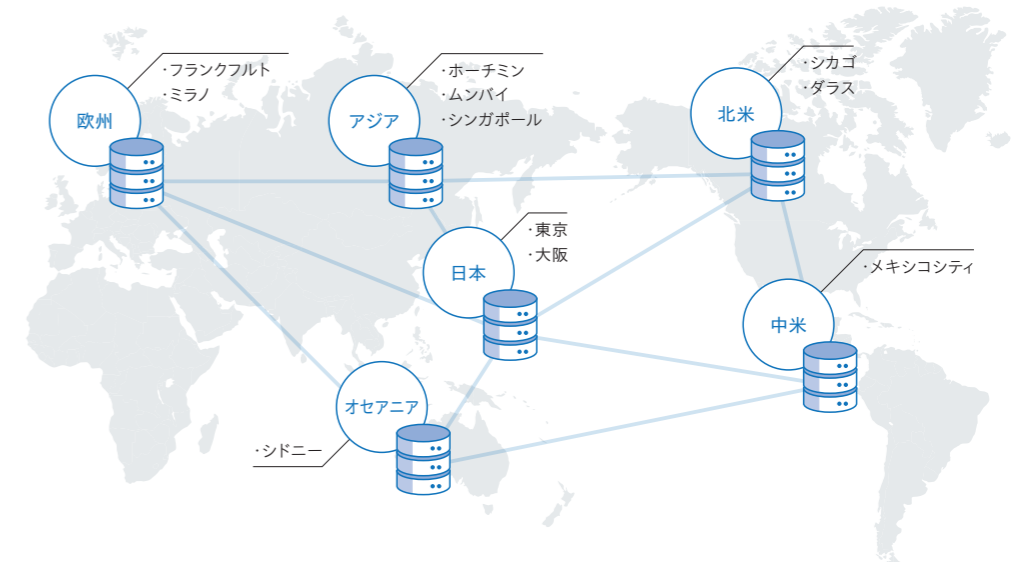 欧州
・フランクフルト
・ミラノ
アジア
・ホーチミン
・ムンバイ
・シンガポール
北米
・シカゴ
・ダラス
日本
・東京
・大阪
中米
・メキシコシティ
オセアニア
・シドニー